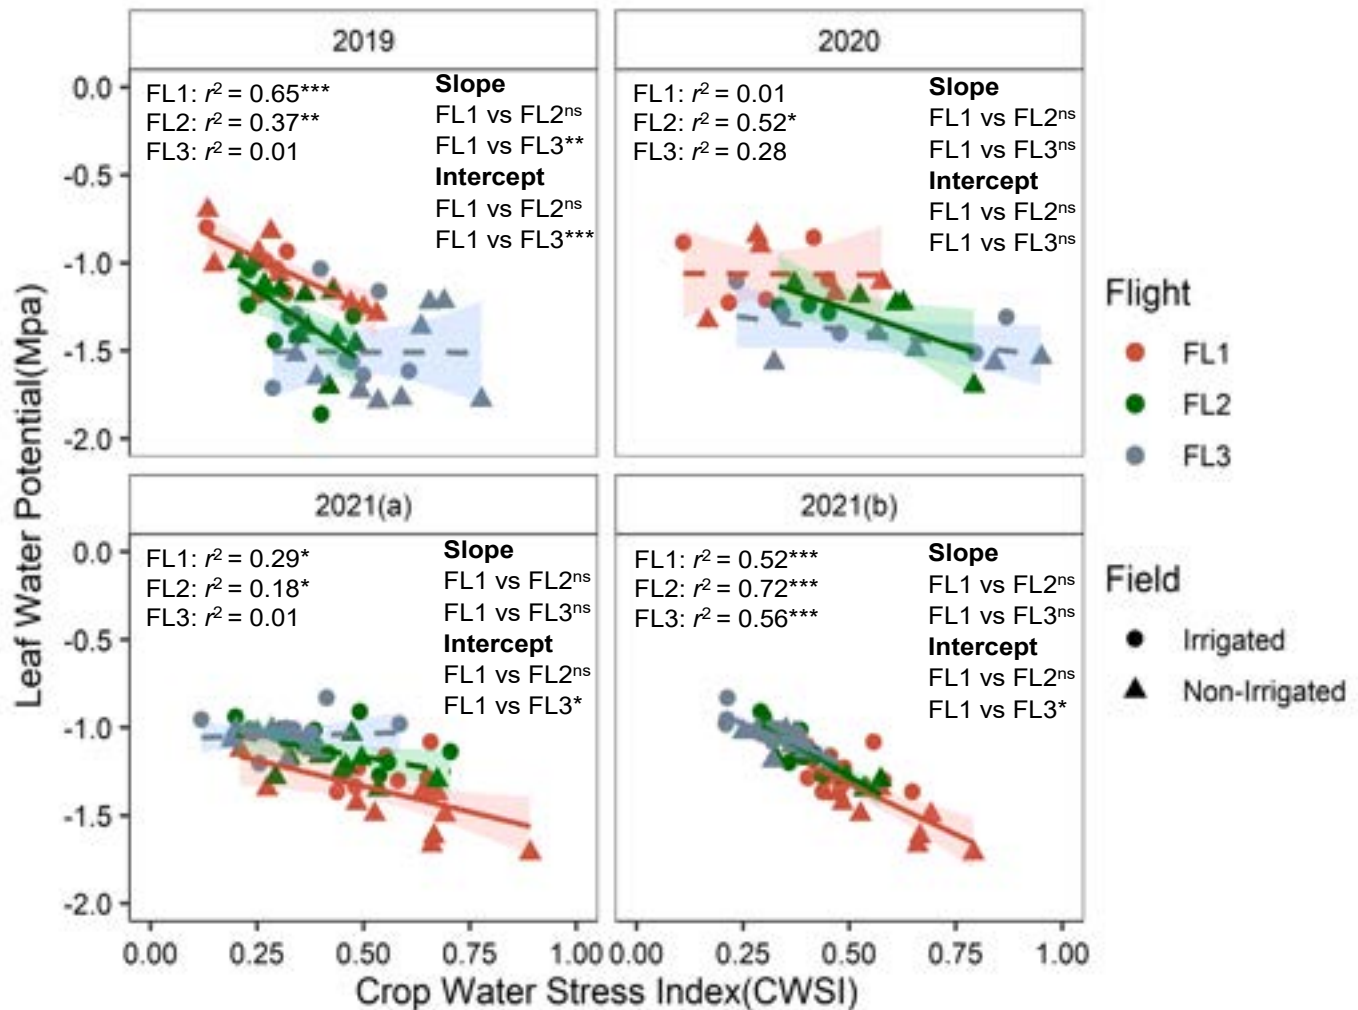 2019
2020
FL1: r² = 0.65***
FL2: r² = 0.37**
FL3: r² = 0.01
Slope
FL1 vs FL2ⁿˢ
FL1 vs FL3**
Intercept
FL1 vs FL2ⁿˢ
FL1 vs FL3***
FL1: r² = 0.01
FL2: r² = 0.52*
FL3: r² = 0.28
Slope
FL1 vs FL2ⁿˢ
FL1 vs FL3ⁿˢ
Intercept
FL1 vs FL2ⁿˢ
FL1 vs FL3ⁿˢ
0.0
-0.5
-1.0
-1.5
-2.0
2021(a)
2021(b)
FL1: r² = 0.29*
FL2: r² = 0.18*
FL3: r² = 0.01
Slope
FL1 vs FL2ⁿˢ
FL1 vs FL3ⁿˢ
Intercept
FL1 vs FL2ⁿˢ
FL1 vs FL3*
FL1: r² = 0.52***
FL2: r² = 0.72***
FL3: r² = 0.56***
Slope
FL1 vs FL2ⁿˢ
FL1 vs FL3ⁿˢ
Intercept
FL1 vs FL2ⁿˢ
FL1 vs FL3*
0.0
-0.5
-1.0
-1.5
-2.0
0.00 0.25 0.50 0.75 1.00 0.00 0.25 0.50 0.75 1.00
Crop Water Stress Index(CWSI)
Leaf Water Potential(Mpa)
Flight
FL1
FL2
FL3
Field
Irrigated
Non-Irrigated